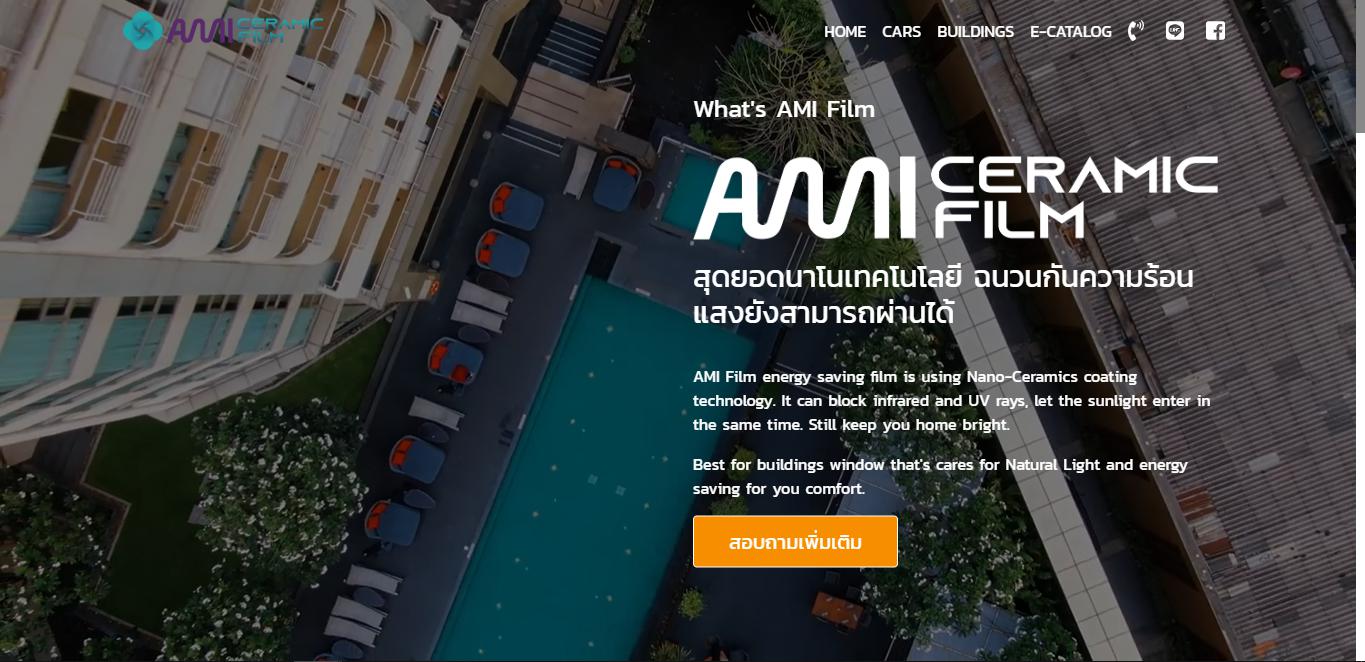 AMI CERAMIC
FILM
HOME CARS BUILDINGS E-CATALOG
What's AMI Film
AMI CERAMIC
FILM
สุดยอดนาโนเทคโนโลยี ฉนวนกันความร้อน
แสงยังสามารถผ่านได้
AMI Film energy saving film is using Nano-Ceramics coating
technology. It can block infrared and UV rays, let the sunlight enter in
the same time. Still keep you home bright.
Best for buildings window that's cares for Natural Light and energy
saving for you comfort.
สอบถามเพิ่มเติม